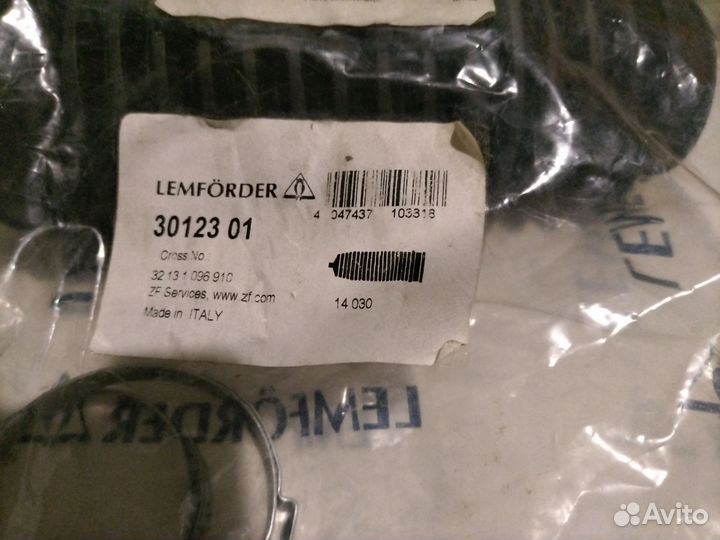 LEMFÖRDER
4 047437 103318
30123 01
Cross No.:
32 13 1 096 910
ZF Services, www.zf.com
14 030
Made in ITALY
LEMFÖRDER
Avito